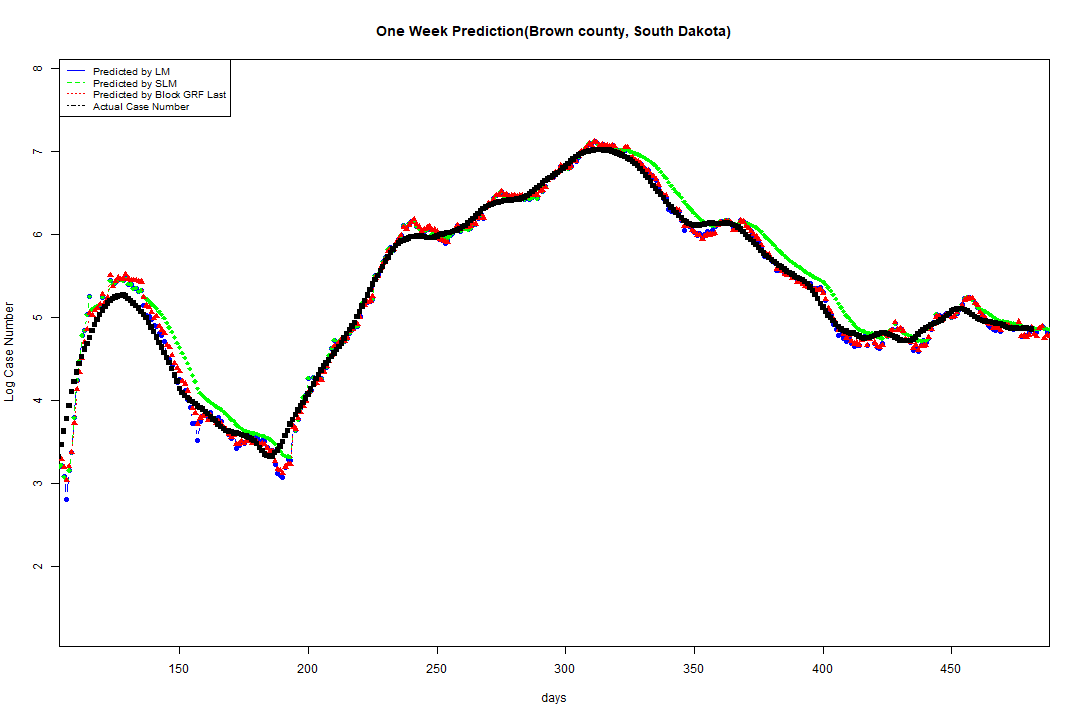 One Week Prediction(Brown county, South Dakota)
Predicted by LM
Predicted by SLM
Predicted by Block GRF Last
Actual Case Number
8
7
6
5
4
3
2
Log Case Number
150 200 250 300 350 400 450
days